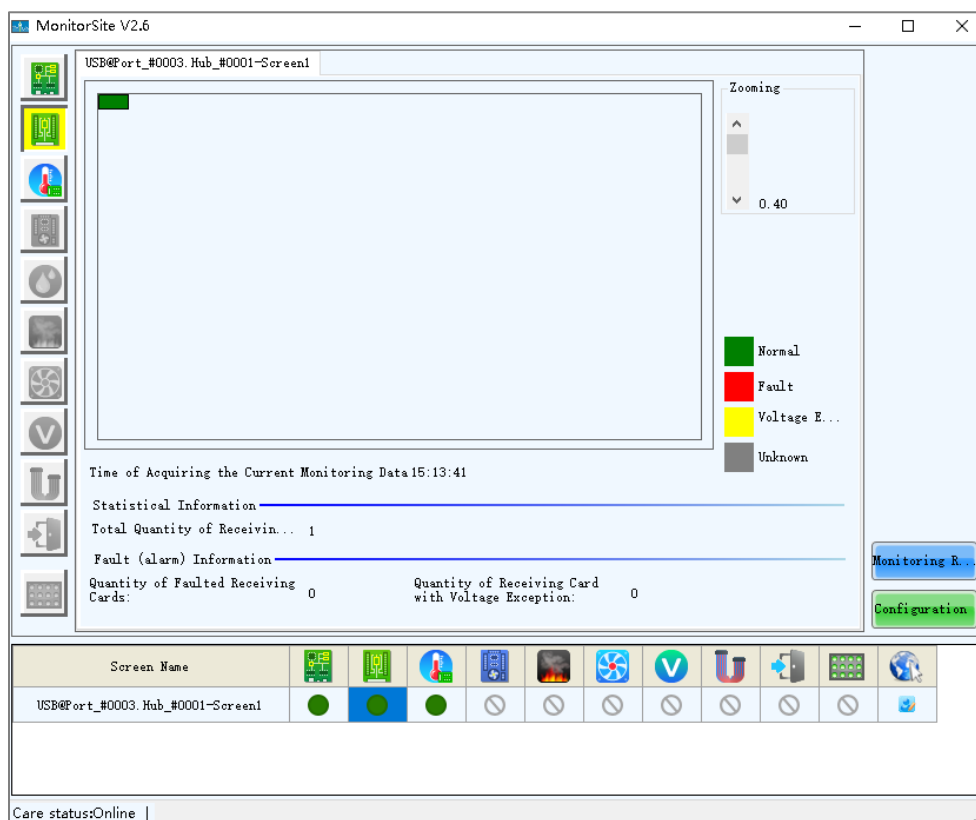 MonitorSite V2.6
USB@Port_#0003.Hub_#0001-Screen1
Zooming
0.40
Normal
Fault
Voltage E...
Unknown
Time of Acquiring the Current Monitoring Data 15:13:41
Statistical Information
Total Quantity of Receivin... 1
Fault (alarm) Information
Quantity of Faulted Receiving
Cards: 0
Quantity of Receiving Card
with Voltage Exception: 0
Monitoring R...
Configuration
Screen Name
V
USB@Port_#0003.Hub_#0001-Screen1
Care status:Online |